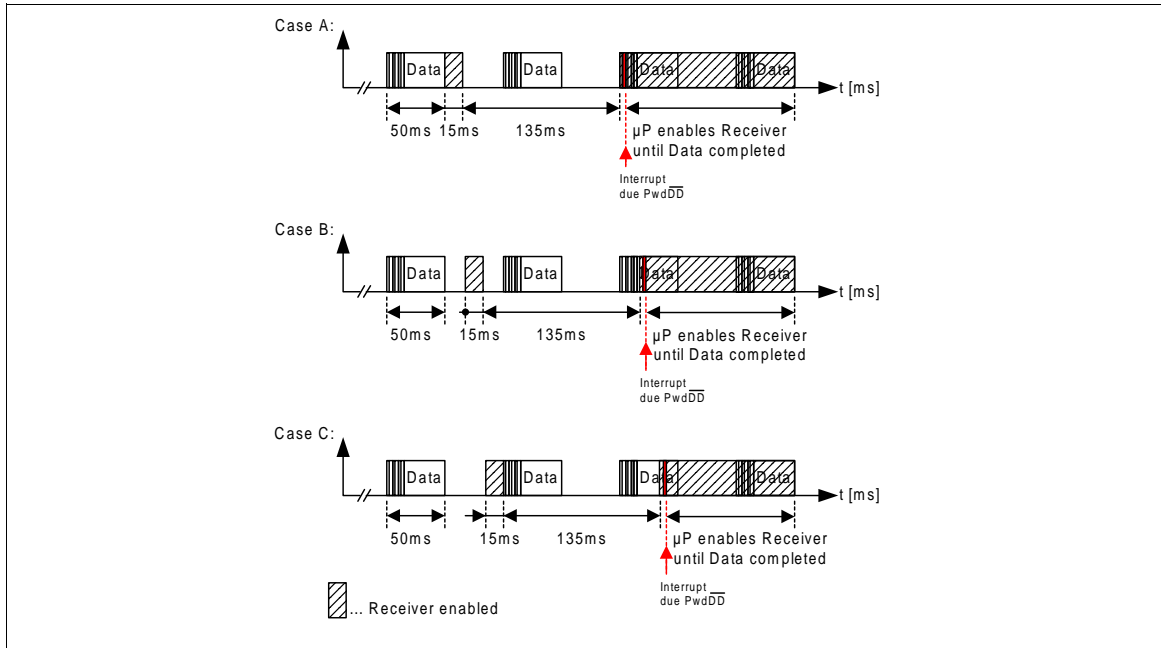 Case A:
Data Data Data Data
t [ms]
50ms 15ms 135ms µP enables Receiver
until Data completed
Interrupt
due PwdDD
Case B:
Data Data Data Data
t [ms]
50ms 15ms 135ms µP enables Receiver
until Data completed
Interrupt
due PwdDD
Case C:
Data Data Data Data
t [ms]
50ms 15ms 135ms µP enables Receiver
until Data completed
Interrupt
due PwdDD
... Receiver enabled